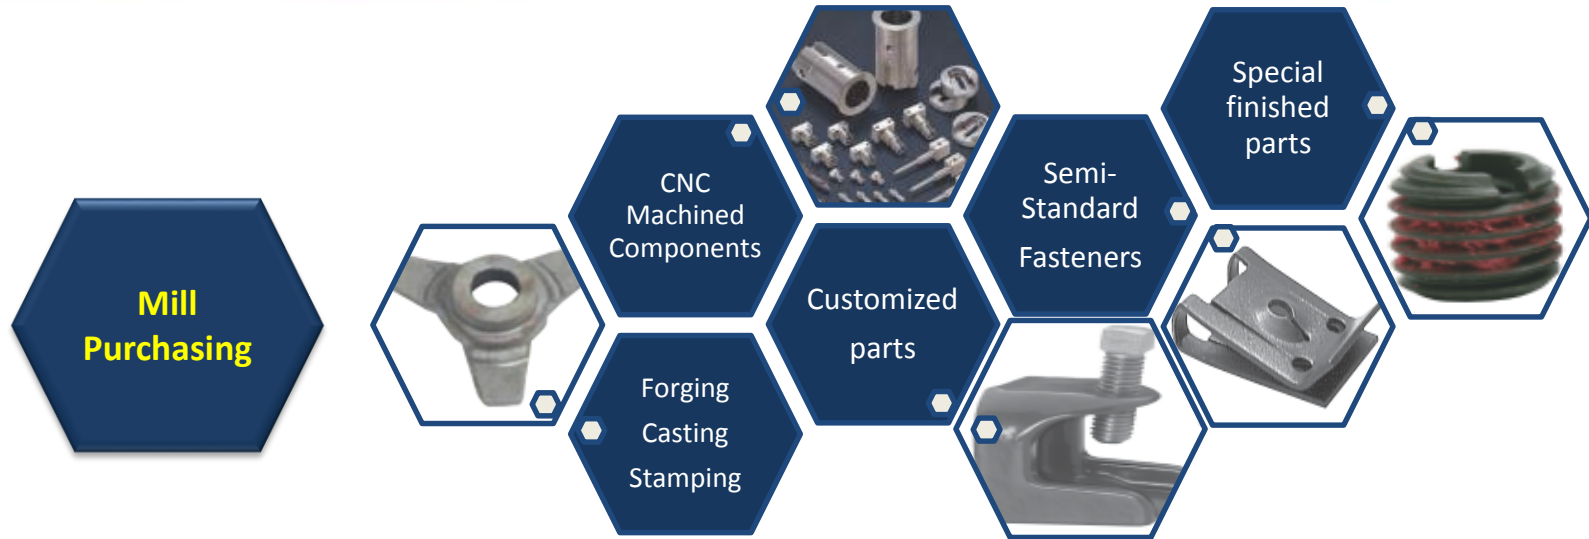 Mill
Purchasing
CNC
Machined
Components
Forging
Casting
Stamping
Customized
parts
Semi-
Standard
Fasteners
Special
finished
parts